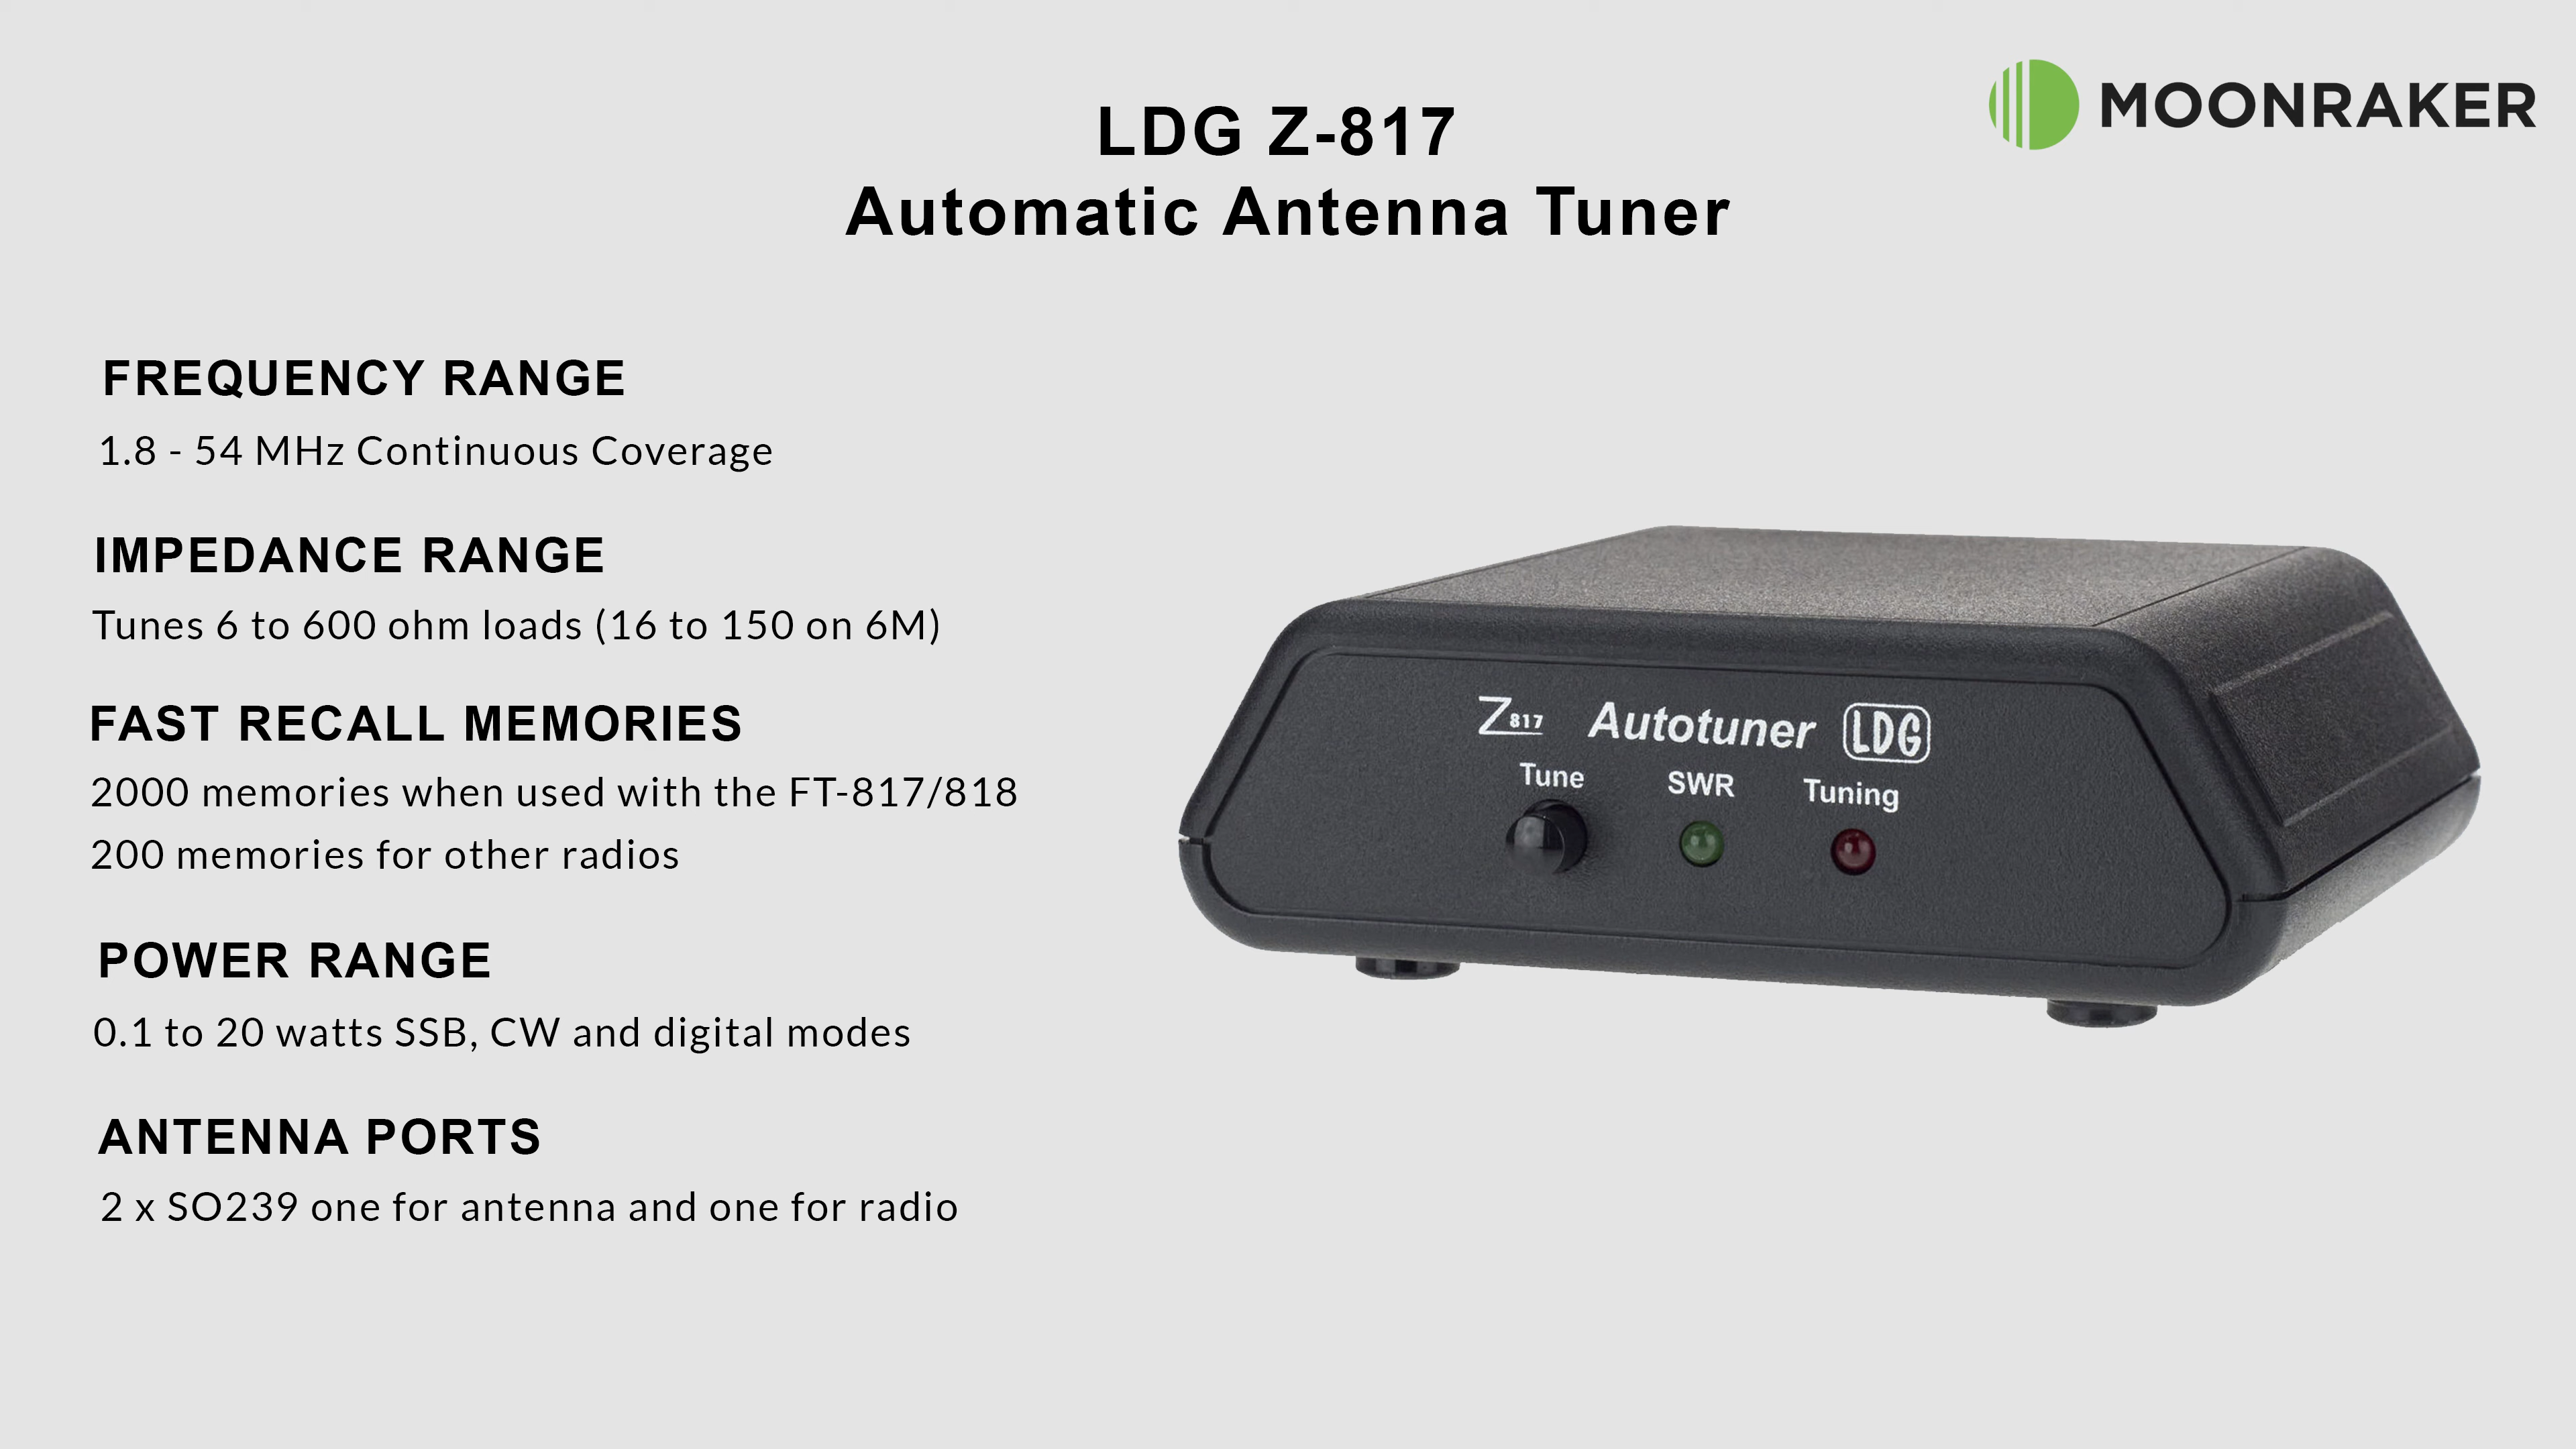 MOONRAKER
LDG Z-817
Automatic Antenna Tuner
FREQUENCY RANGE
1.8 - 54 MHz Continuous Coverage
IMPEDANCE RANGE
Tunes 6 to 600 ohm loads (16 to 150 on 6M)
FAST RECALL MEMORIES
2000 memories when used with the FT-817/818
200 memories for other radios
POWER RANGE
0.1 to 20 watts SSB, CW and digital modes
ANTENNA PORTS
2 x SO239 one for antenna and one for radio
Z817 Autotuner LDG
Tune SWR Tuning